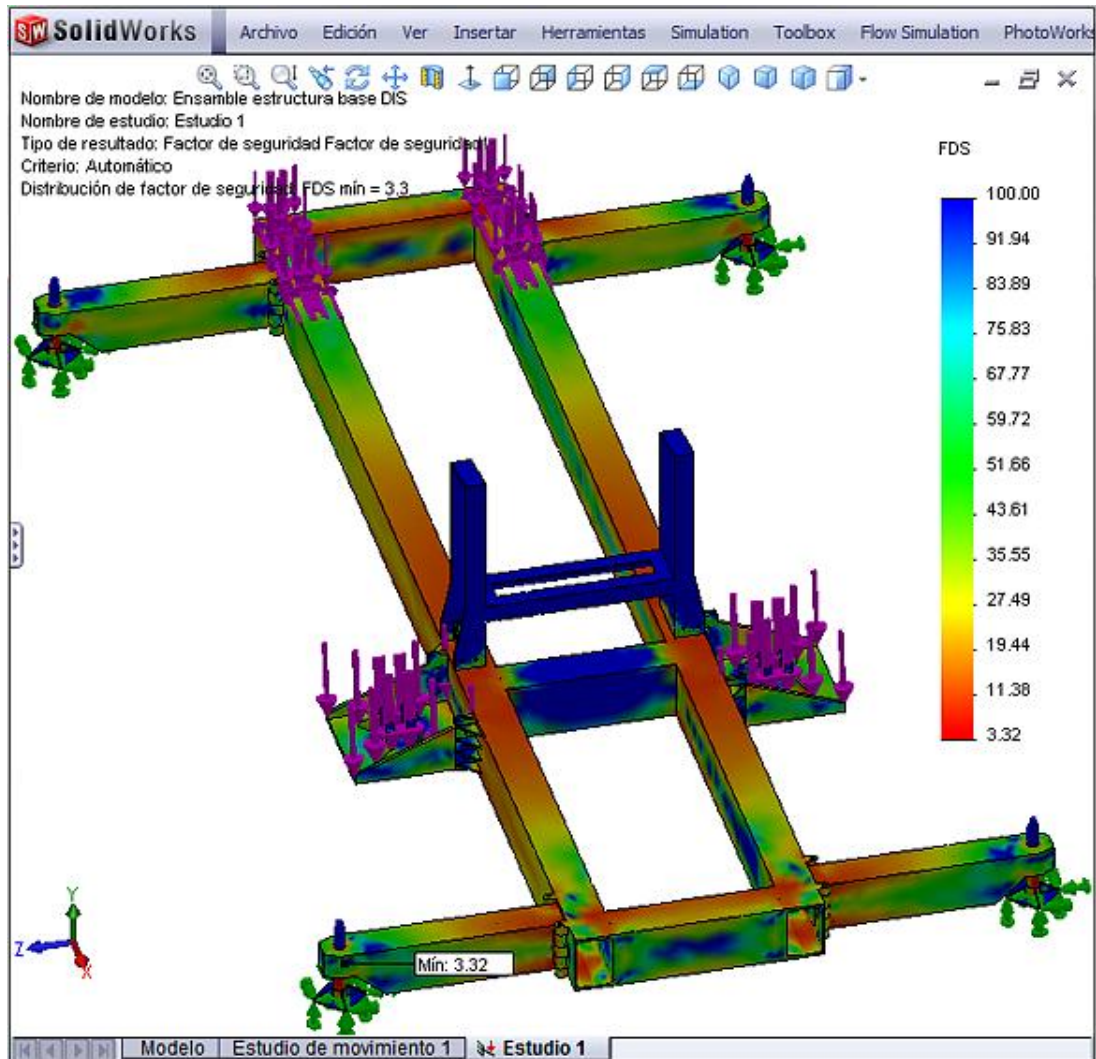 SolidWorks Archivo Edición Ver Insertar Herramientas Simulation Toolbox Flow Simulation PhotoWorks
Nombre de modelo: Ensamble estructura base DIS
Nombre de estudio: Estudio 1
Tipo de resultado: Factor de seguridad Factor de seguridad1
Criterio: Automático
Distribución de factor de seguridad: FDS mín = 3.3
FDS
100.00
91.94
83.89
75.83
67.77
59.72
51.66
43.61
35.55
27.49
19.44
11.38
3.32
Y
Z
X
Mín: 3.32
Modelo Estudio de movimiento 1 Estudio 1